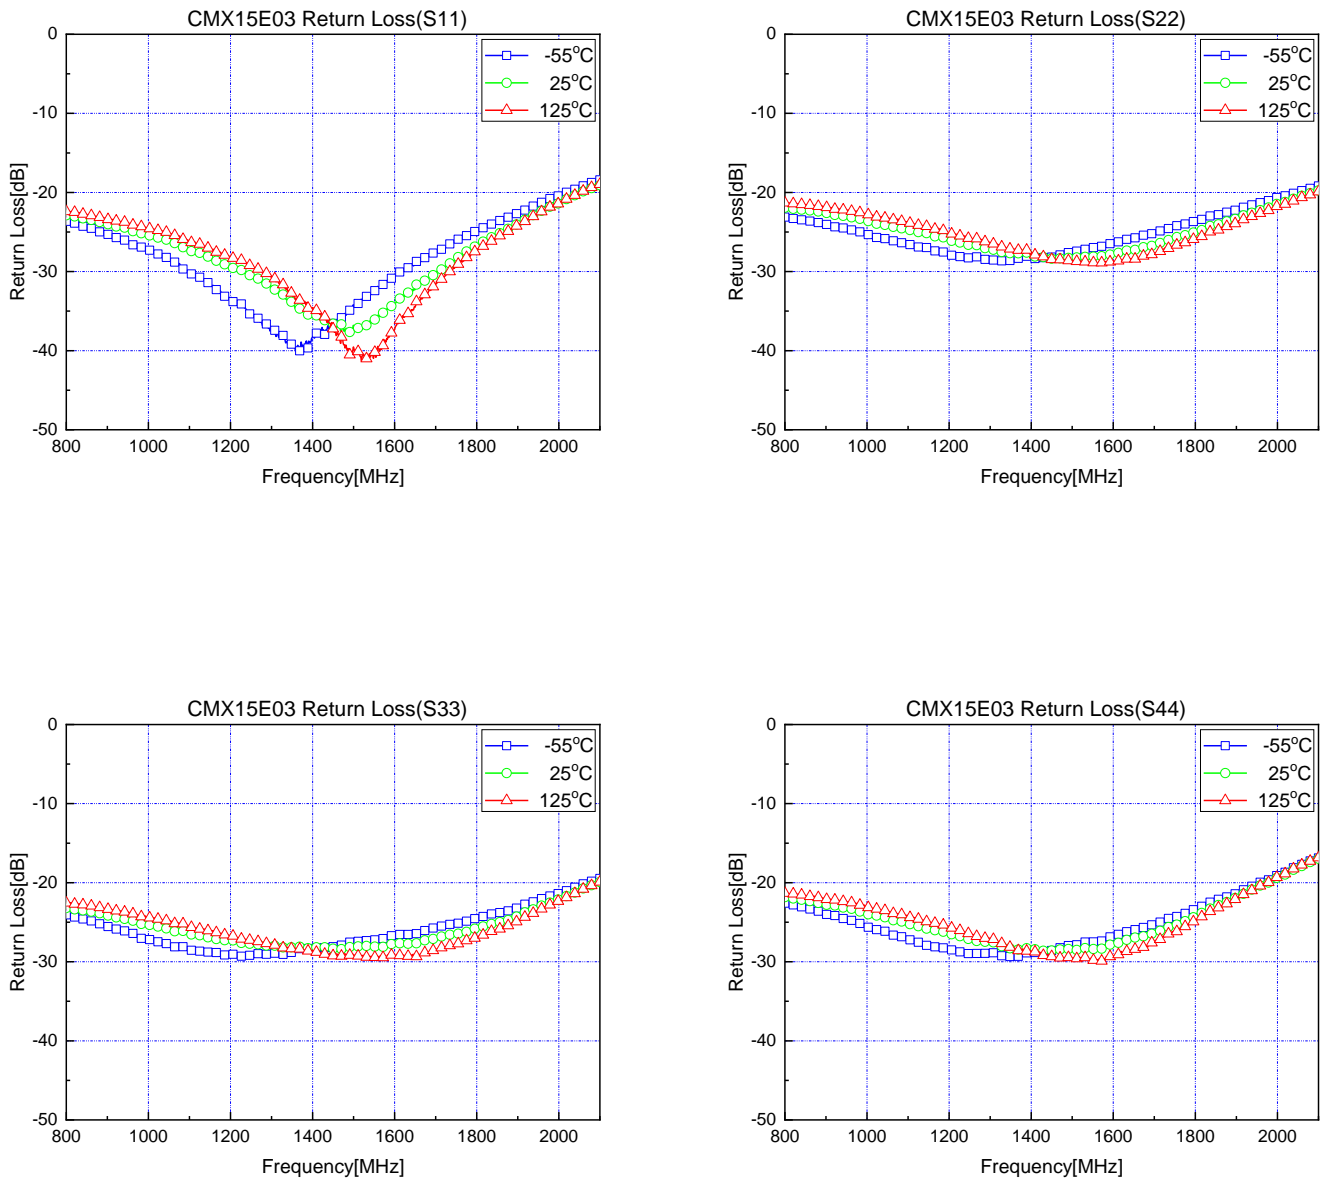 CMX15E03 Return Loss(S11)
0
-10
-20
-30
-40
-50
Return Loss[dB]
-55°C
25°C
125°C
800 1000 1200 1400 1600 1800 2000
Frequency[MHz]
CMX15E03 Return Loss(S22)
0
-10
-20
-30
-40
-50
Return Loss[dB]
-55°C
25°C
125°C
800 1000 1200 1400 1600 1800 2000
Frequency[MHz]
CMX15E03 Return Loss(S33)
0
-10
-20
-30
-40
-50
Return Loss[dB]
-55°C
25°C
125°C
800 1000 1200 1400 1600 1800 2000
Frequency[MHz]
CMX15E03 Return Loss(S44)
0
-10
-20
-30
-40
-50
Return Loss[dB]
-55°C
25°C
125°C
800 1000 1200 1400 1600 1800 2000
Frequency[MHz]